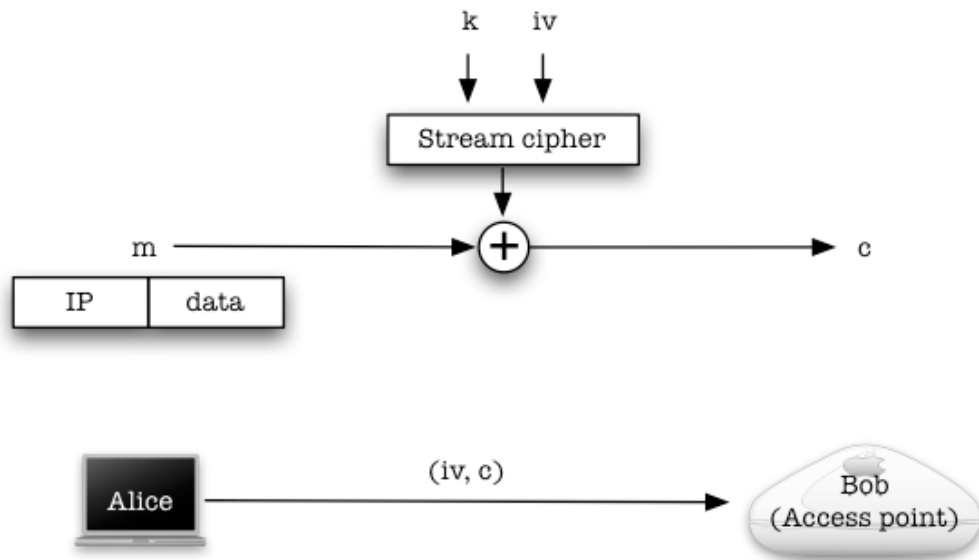 k iv
Stream cipher
+
m c
IP data
(iv, c)
Alice
Bob
(Access point)